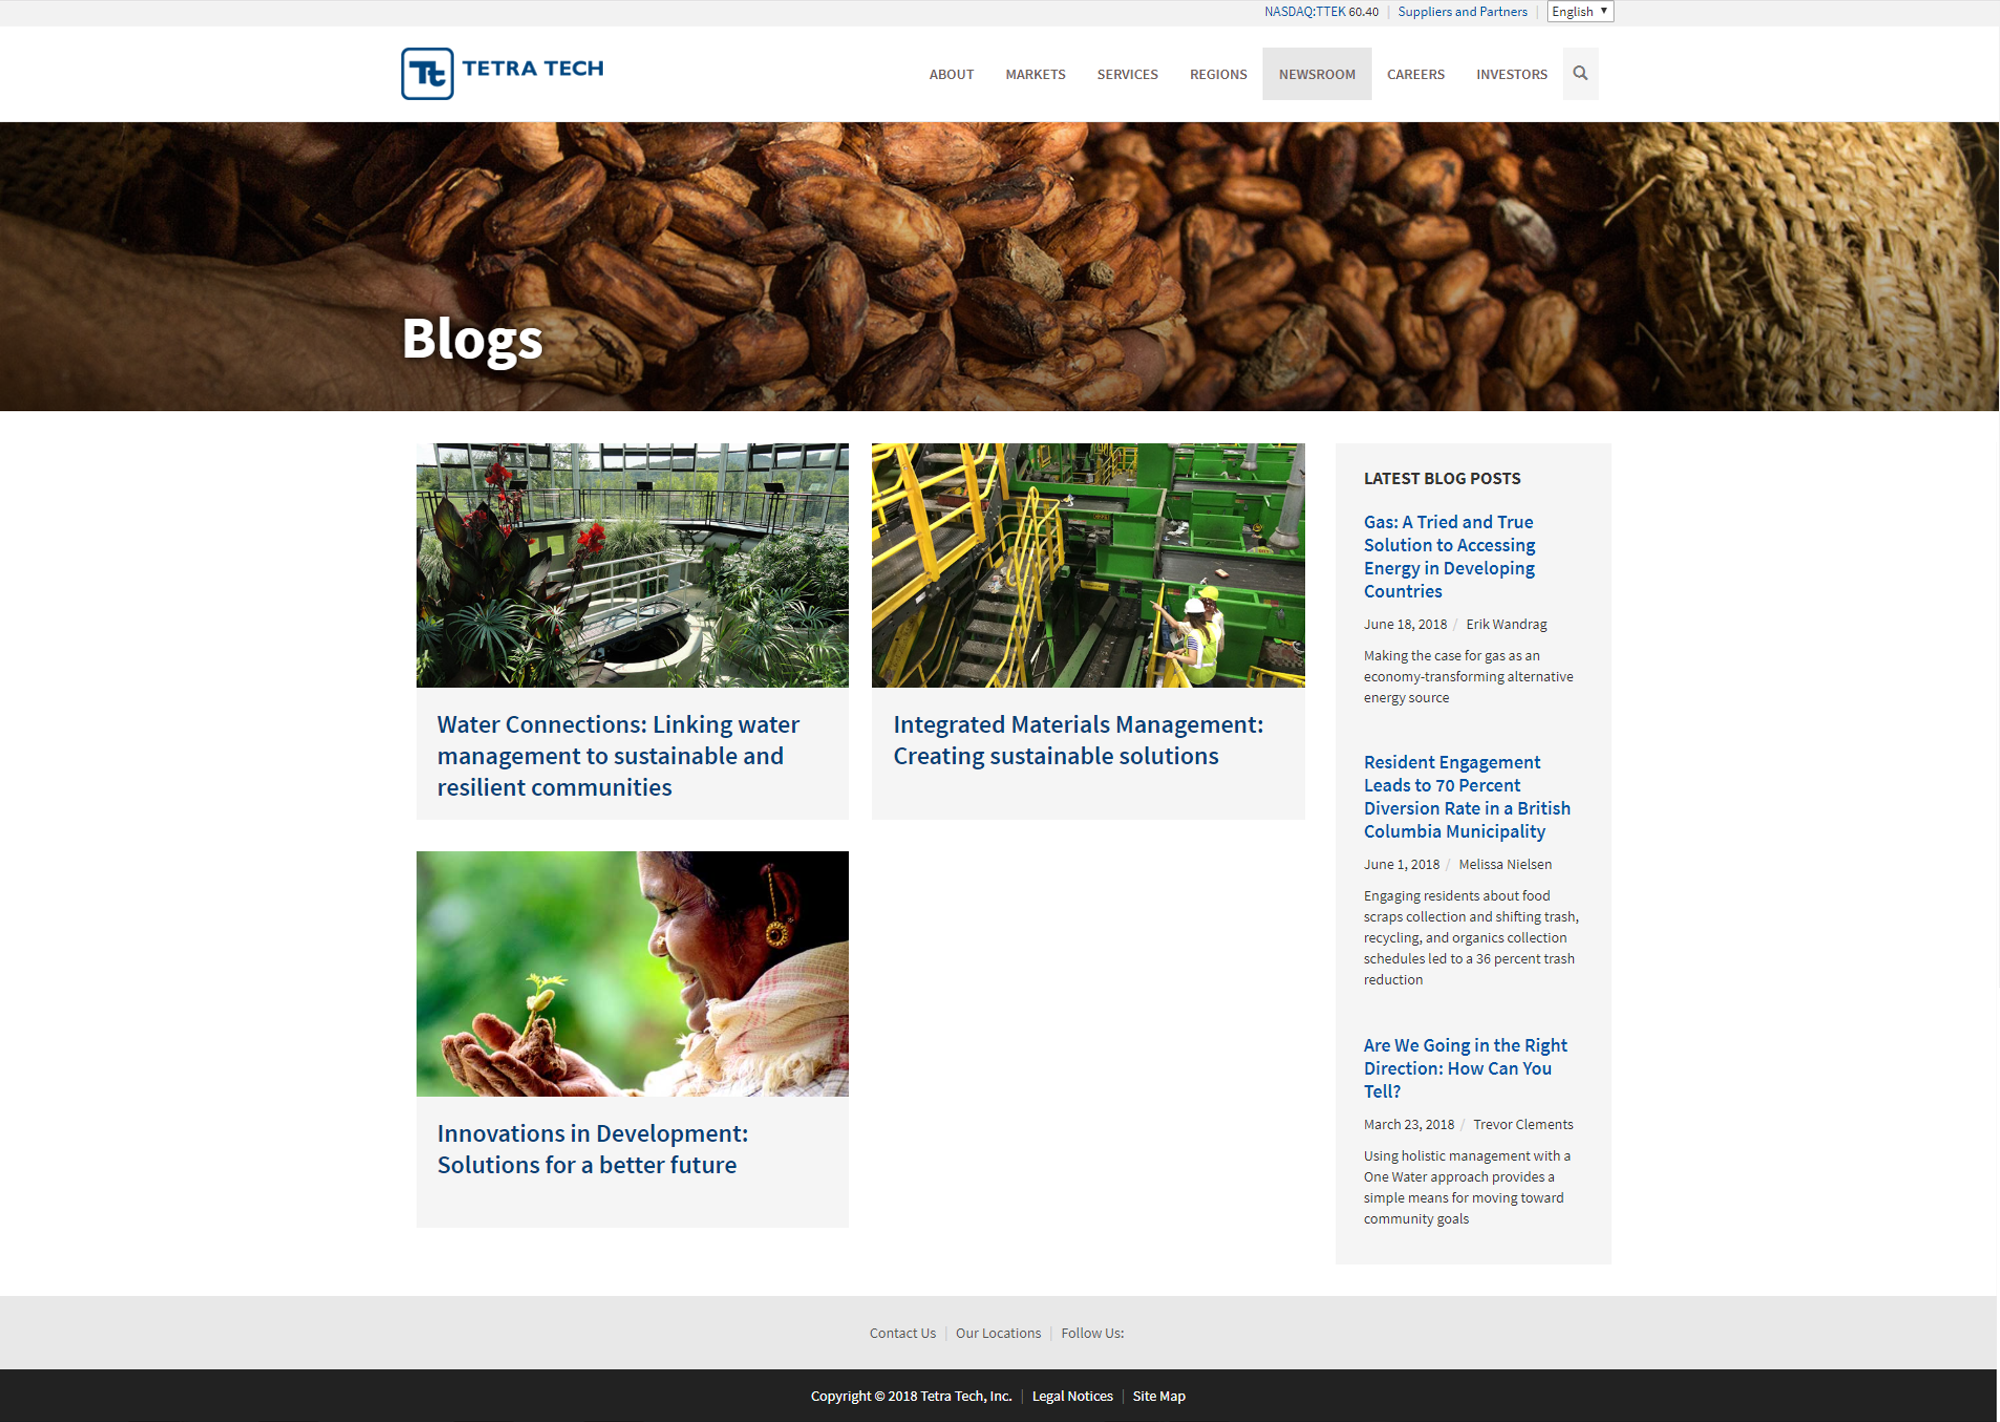 NASDAQ:TTEK 60.40 | Suppliers and Partners | English
Tt TETRA TECH
ABOUT MARKETS SERVICES REGIONS NEWSROOM CAREERS INVESTORS
Blogs
Water Connections: Linking water
management to sustainable and
resilient communities
Integrated Materials Management:
Creating sustainable solutions
Innovations in Development:
Solutions for a better future
LATEST BLOG POSTS
Gas: A Tried and True
Solution to Accessing
Energy in Developing
Countries
June 18, 2018 / Erik Wandrag
Making the case for gas as an
economy-transforming alternative
energy source
Resident Engagement
Leads to 70 Percent
Diversion Rate in a British
Columbia Municipality
June 1, 2018 / Melissa Nielsen
Engaging residents about food
scraps collection and shifting trash,
recycling, and organics collection
schedules led to a 36 percent trash
reduction
Are We Going in the Right
Direction: How Can You
Tell?
March 23, 2018 / Trevor Clements
Using holistic management with a
One Water approach provides a
simple means for moving toward
community goals
Contact Us | Our Locations | Follow Us:
Copyright © 2018 Tetra Tech, Inc. | Legal Notices | Site Map